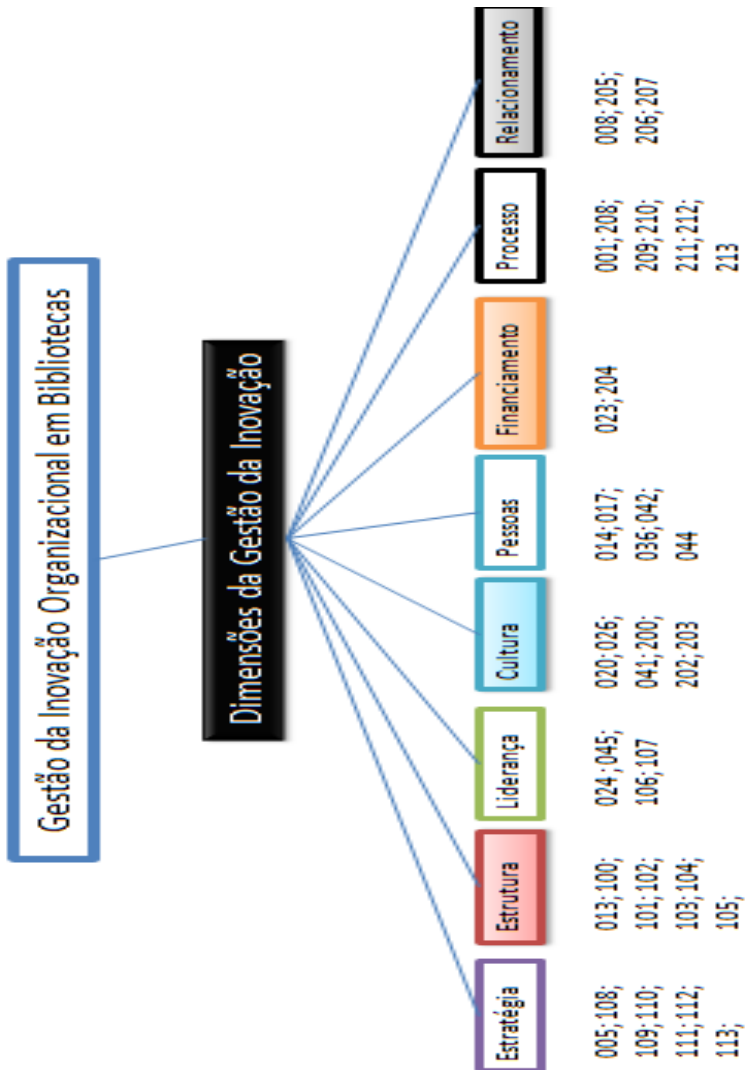 Gestão da Inovação Organizacional em Bibliotecas
Dimensões da Gestão da Inovação
Estratégia
005;108;
109;110;
111;112;
113;
Estrutura
013;100;
101;102;
103;104;
105;
Liderança
024;045;
106;107
Cultura
020;026;
041;200;
202;203
Pessoas
014;017;
036;042;
044
Financiamento
023;204
Processo
001;208;
209;210;
211;212;
213
Relacionamento
008;205;
206;207